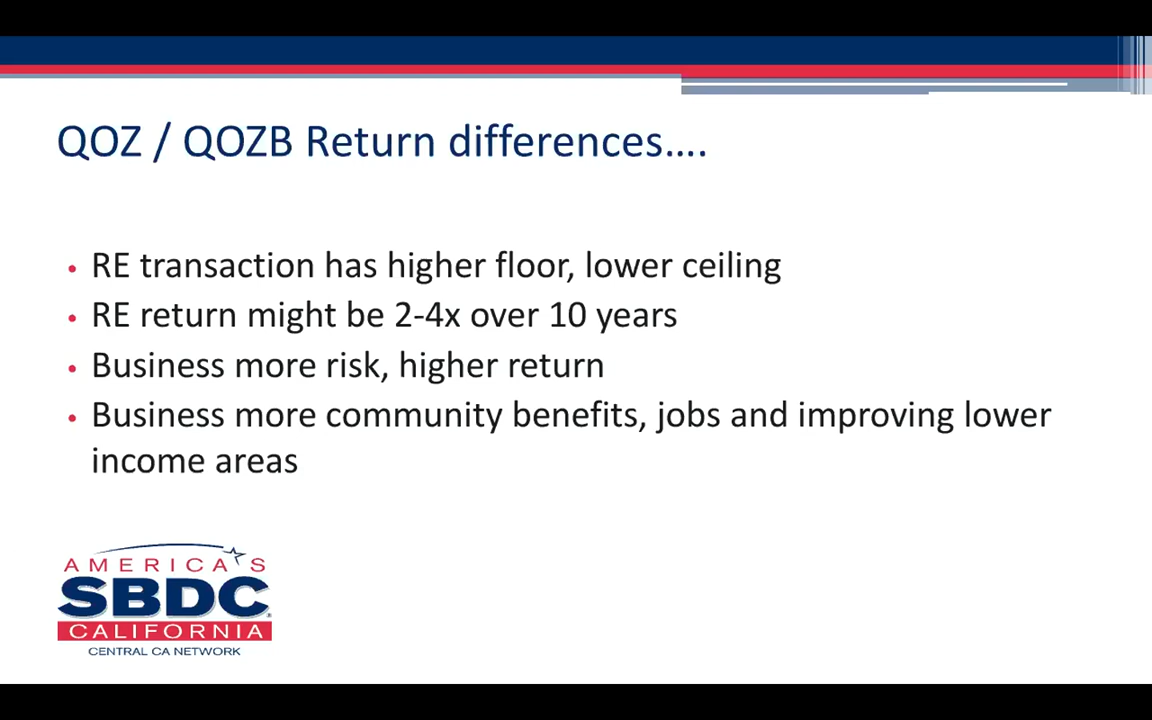 QOZ / QOZB Return differences....
• RE transaction has higher floor, lower ceiling
• RE return might be 2-4x over 10 years
• Business more risk, higher return
• Business more community benefits, jobs and improving lower
income areas
AMERICA'S
SBDC
CALIFORNIA
CENTRAL CA NETWORK